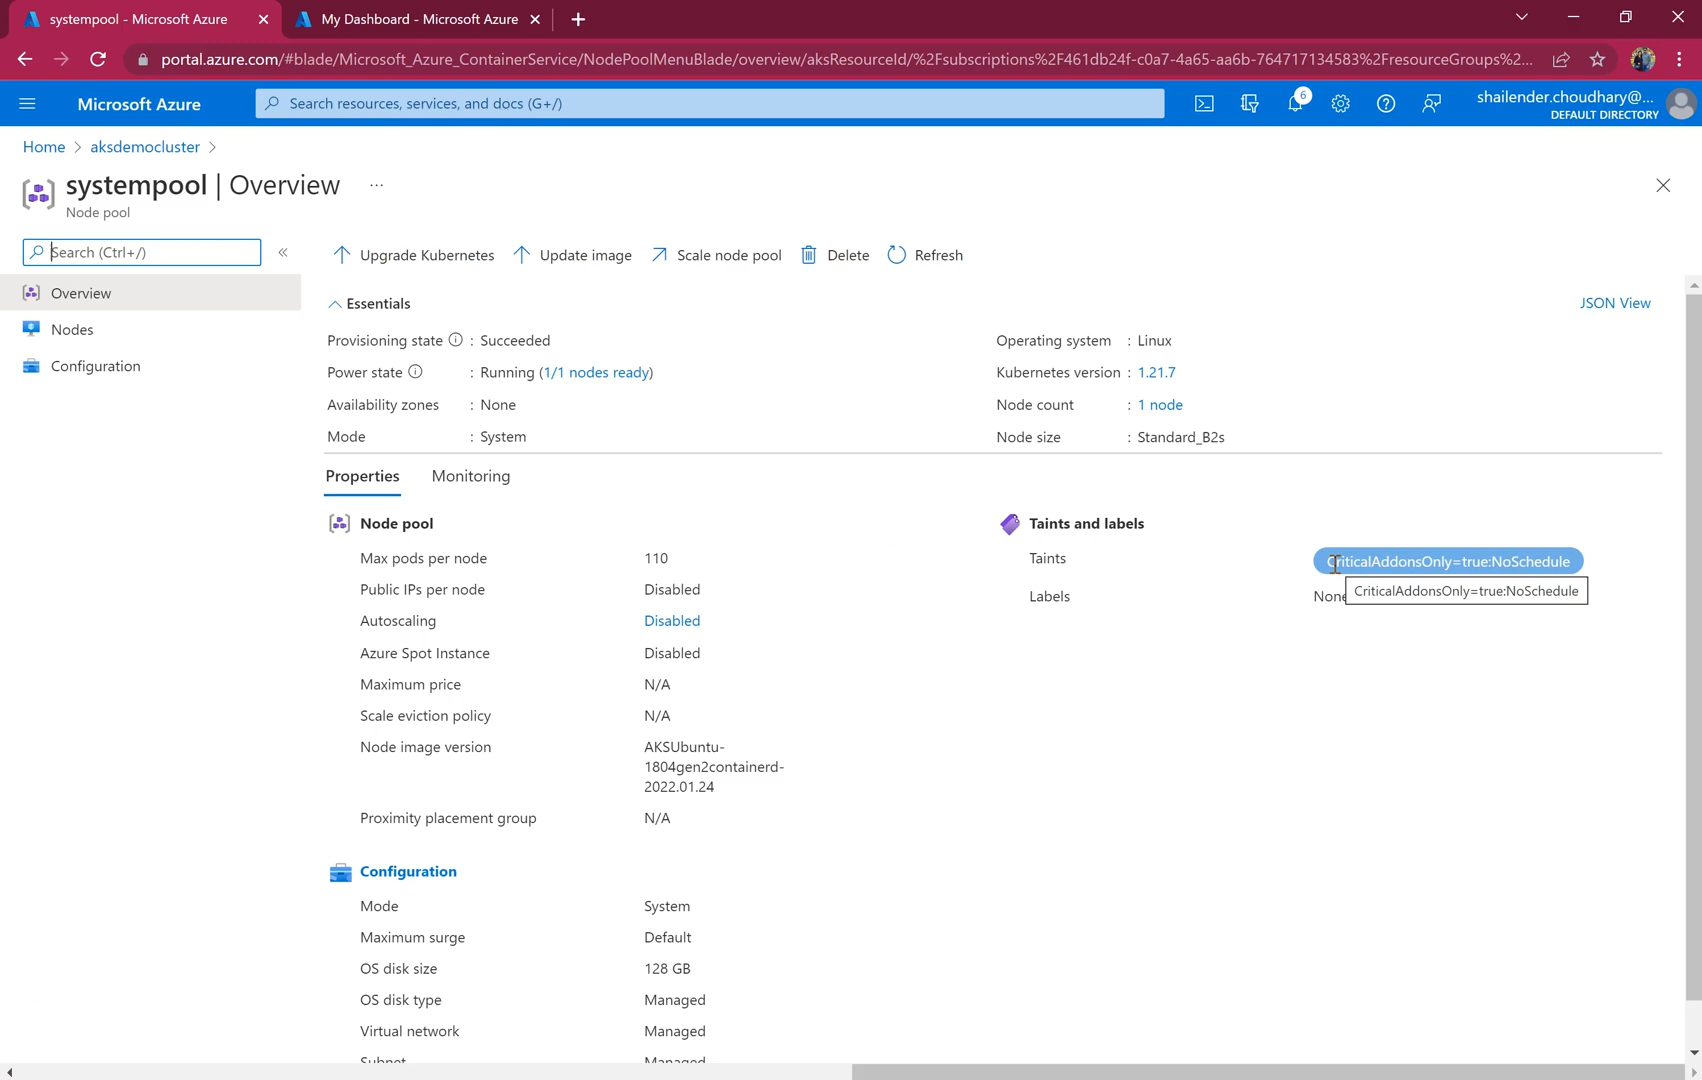 systempool - Microsoft Azure
My Dashboard - Microsoft Azure
portal.azure.com/#blade/Microsoft_Azure_ContainerService/NodePoolMenuBlade/overview/aksResourceId/%2Fsubscriptions%2F461db24f-c0a7-4a65-aa6b-764717134583%2FresourceGroups%2...
Microsoft Azure
Search resources, services, and docs (G+/)
6
shailender.choudhary@...
DEFAULT DIRECTORY
Home > aksdemocluster >
systempool | Overview ...
Node pool
Search (Ctrl+/)
«
Overview
Nodes
Configuration
Upgrade Kubernetes
Update image
Scale node pool
Delete
Refresh
Essentials
JSON View
Provisioning state : Succeeded
Power state : Running (1/1 nodes ready)
Availability zones : None
Mode : System
Operating system : Linux
Kubernetes version : 1.21.7
Node count : 1 node
Node size : Standard_B2s
Properties
Monitoring
Node pool
Max pods per node 110
Public IPs per node Disabled
Autoscaling Disabled
Azure Spot Instance Disabled
Maximum price N/A
Scale eviction policy N/A
Node image version AKSUbuntu-
1804gen2containerd-
2022.01.24
Proximity placement group N/A
Taints and labels
Taints CriticalAddonsOnly=true:NoSchedule
CriticalAddonsOnly=true:NoSchedule
Labels None
Configuration
Mode System
Maximum surge Default
OS disk size 128 GB
OS disk type Managed
Virtual network Managed
Subnet Managed